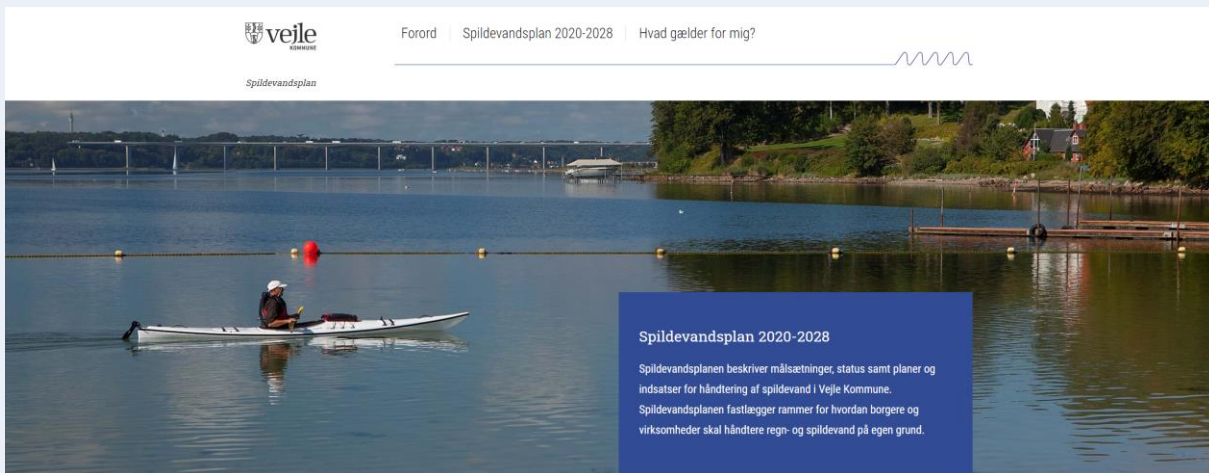 vejle
KOMMUNE
Spildevandsplan
Forord
Spildevandsplan 2020-2028
Hvad gælder for mig?
Spildevandsplan 2020-2028
Spildevandsplanen beskriver målsætninger, status samt planer og
indsatser for håndtering af spildevand i Vejle Kommune.
Spildevandsplanen fastlægger rammer for hvordan borgere og
virksomheder skal håndtere regn- og spildevand på egen grund.